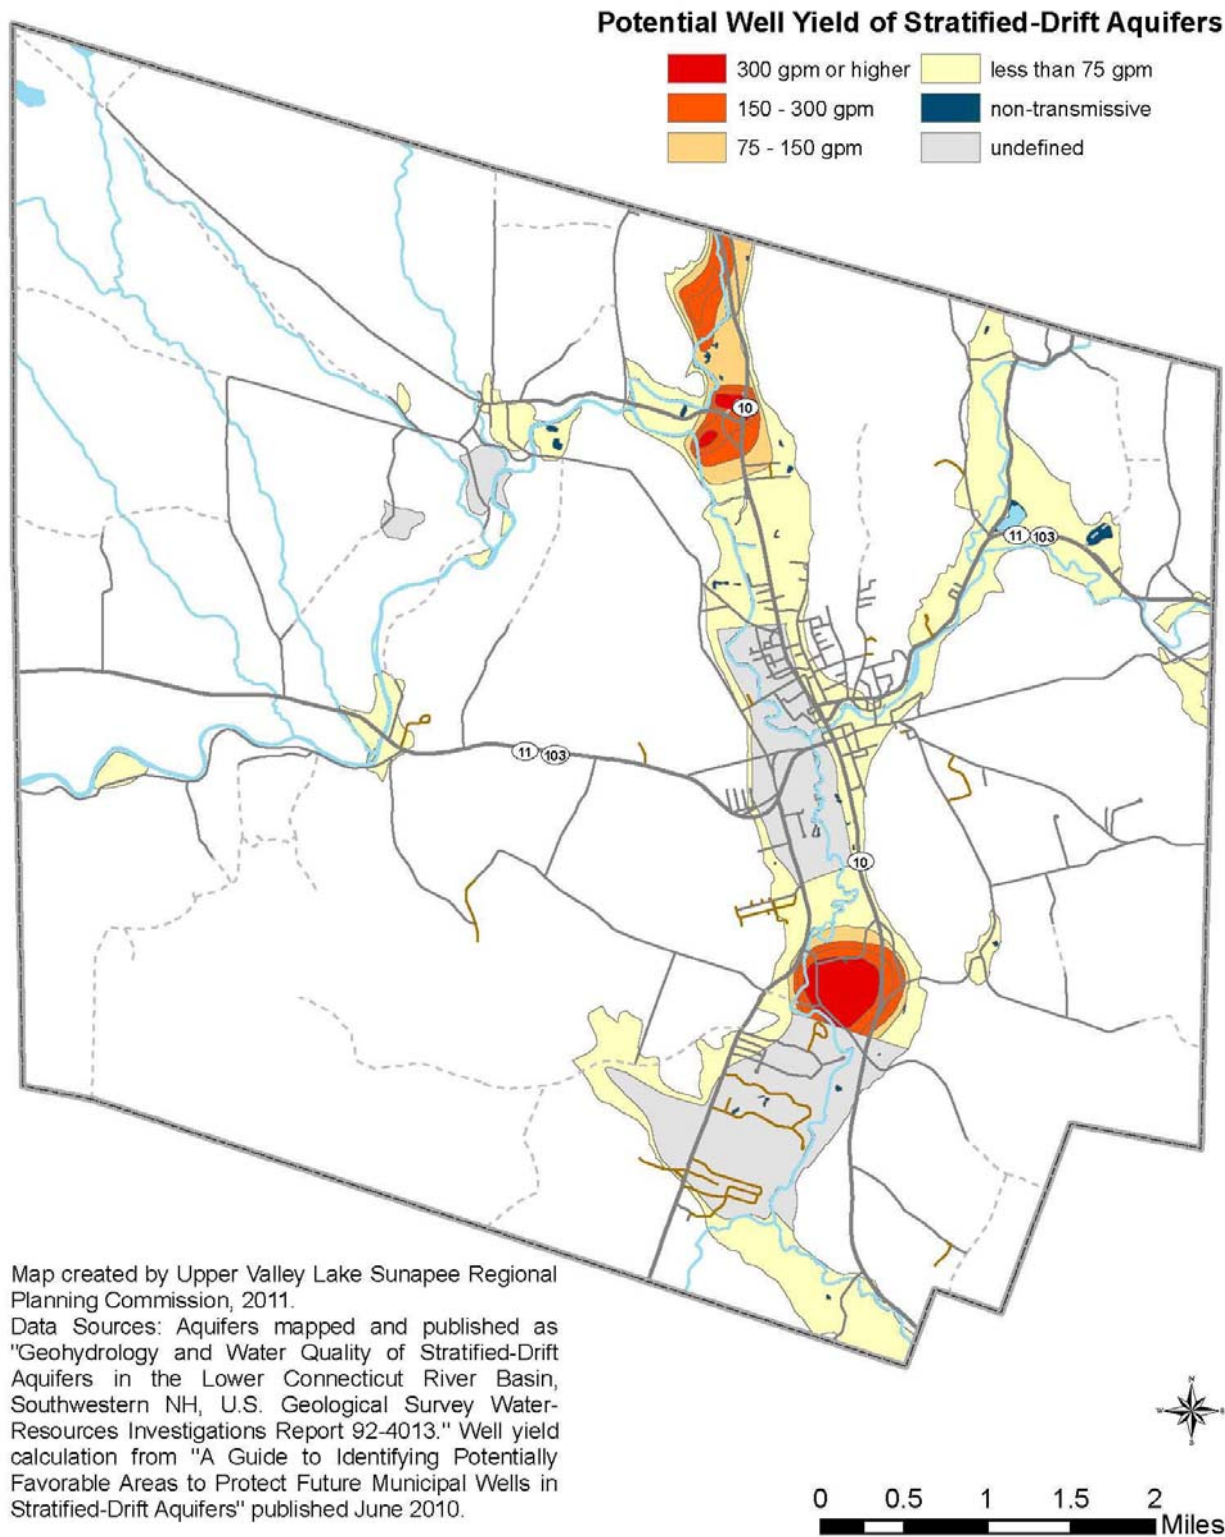 Potential Well Yield of Stratified-Drift Aquifers
300 gpm or higher
less than 75 gpm
150 - 300 gpm
non-transmissive
75 - 150 gpm
undefined
10
11 103
11 103
10
Map created by Upper Valley Lake Sunapee Regional
Planning Commission, 2011.
Data Sources: Aquifers mapped and published as
"Geohydrology and Water Quality of Stratified-Drift
Aquifers in the Lower Connecticut River Basin,
Southwestern NH, U.S. Geological Survey Water-
Resources Investigations Report 92-4013." Well yield
calculation from "A Guide to Identifying Potentially
Favorable Areas to Protect Future Municipal Wells in
Stratified-Drift Aquifers" published June 2010.
N
W E
S
0 0.5 1 1.5 2
Miles